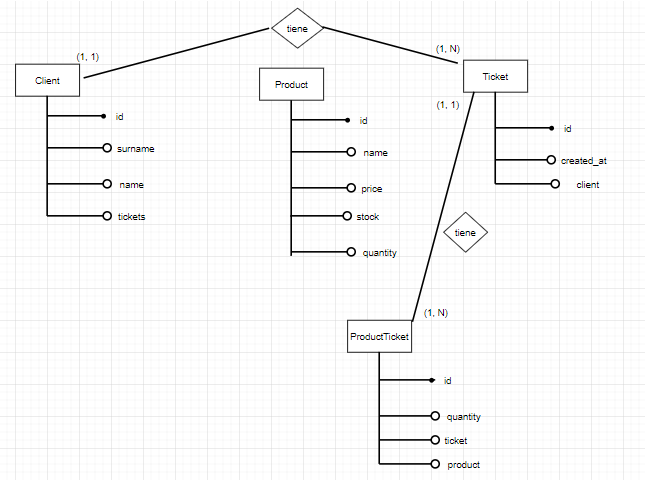 tiene
(1, 1)
(1, N)
Client
Product
Ticket
(1, 1)
id
surname
name
tickets
id
name
price
stock
quantity
id
created_at
client
tiene
(1, N)
ProductTicket
id
quantity
ticket
product